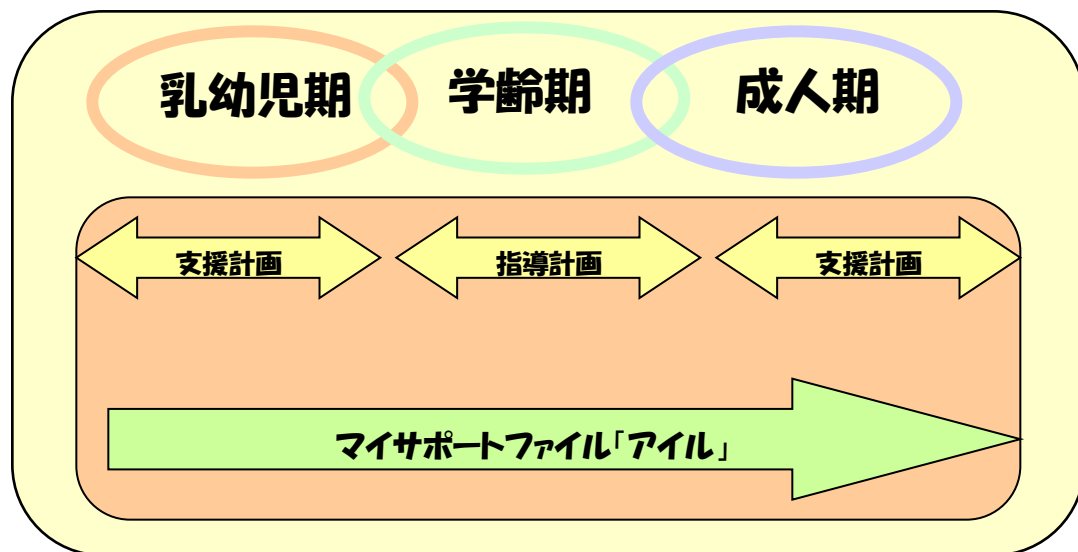 乳幼児期 学齢期 成人期
支援計画 指導計画 支援計画
マイサポートファイル「アイル」